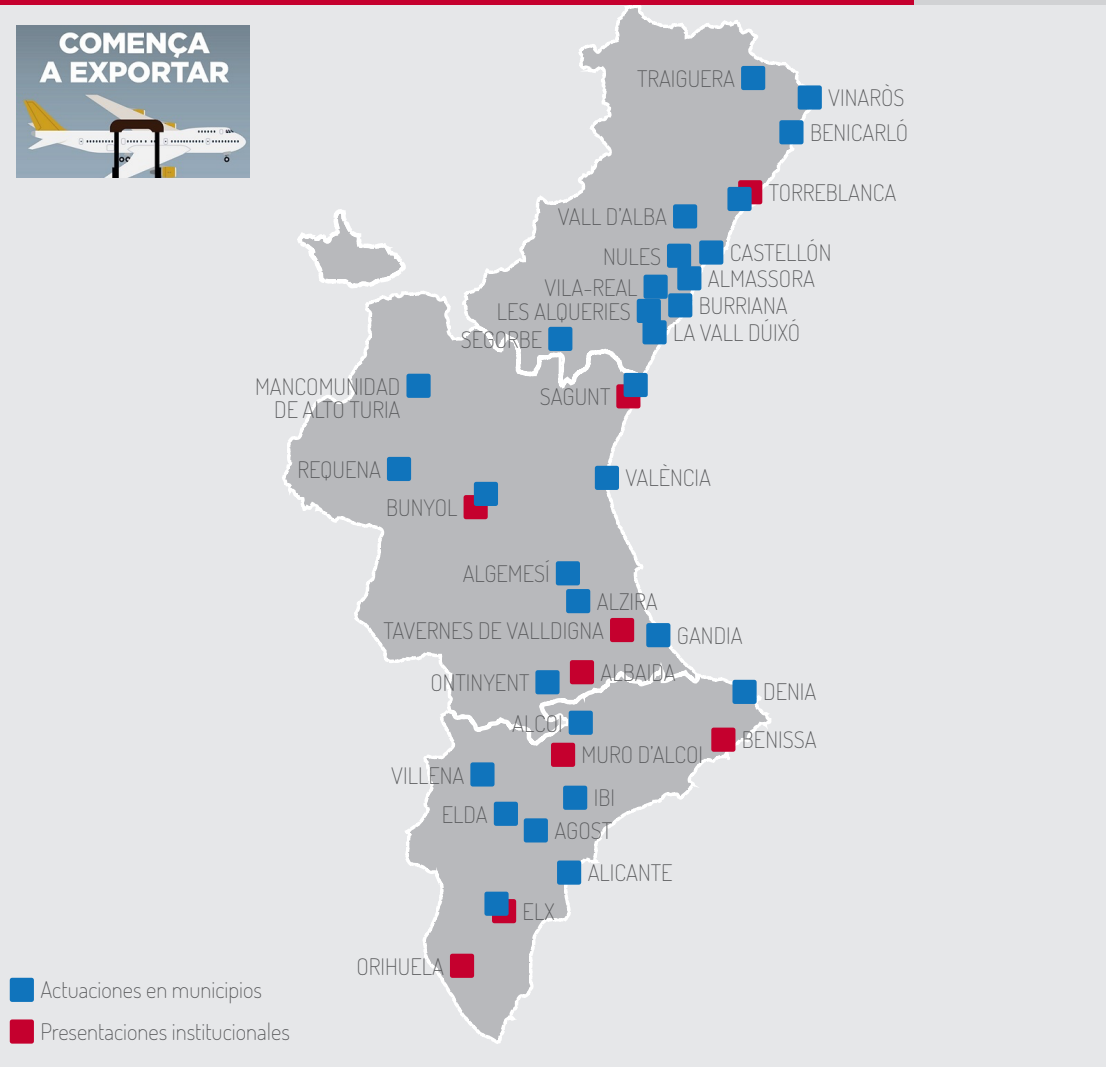 COMENÇA
A EXPORTAR
TRAIGUERA
VINARÒS
BENICARLÓ
TORREBLANCA
VALL D'ALBA
NULES
CASTELLÓN
ALMASSORA
VILA-REAL
BURRIANA
LES ALQUERIES
LA VALL DÚIXÓ
SEGORBE
MANCOMUNIDAD
DE ALTO TURIA
SAGUNT
REQUENA
VALÈNCIA
BUNYOL
ALGEMESÍ
ALZIRA
TAVERNES DE VALLDIGNA
GANDIA
ALBAIDA
ONTINYENT
DENIA
ALCOI
BENISSA
MURO D'ALCOI
VILLENA
IBI
ELDA
AGOST
ALICANTE
ELX
ORIHUELA
Actuaciones en municipios
Presentaciones institucionales